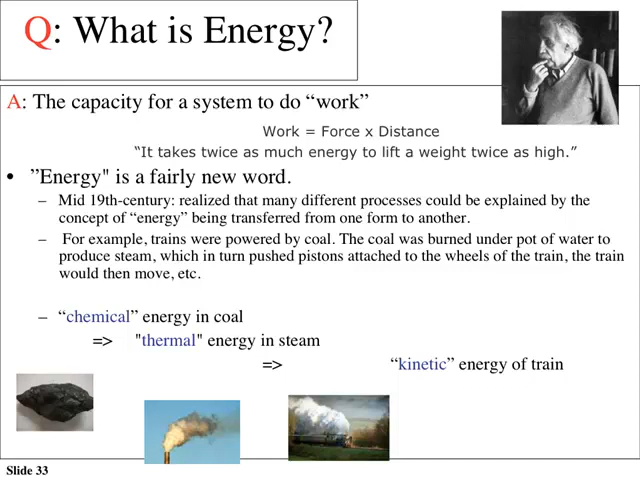 Q: What is Energy?
A: The capacity for a system to do “work”
Work = Force x Distance
“It takes twice as much energy to lift a weight twice as high.”
• ”Energy" is a fairly new word.
– Mid 19th-century: realized that many different processes could be explained by the
concept of “energy” being transferred from one form to another.
– For example, trains were powered by coal. The coal was burned under pot of water to
produce steam, which in turn pushed pistons attached to the wheels of the train, the train
would then move, etc.
– “chemical” energy in coal
=> "thermal" energy in steam
=> “kinetic” energy of train
Slide 33